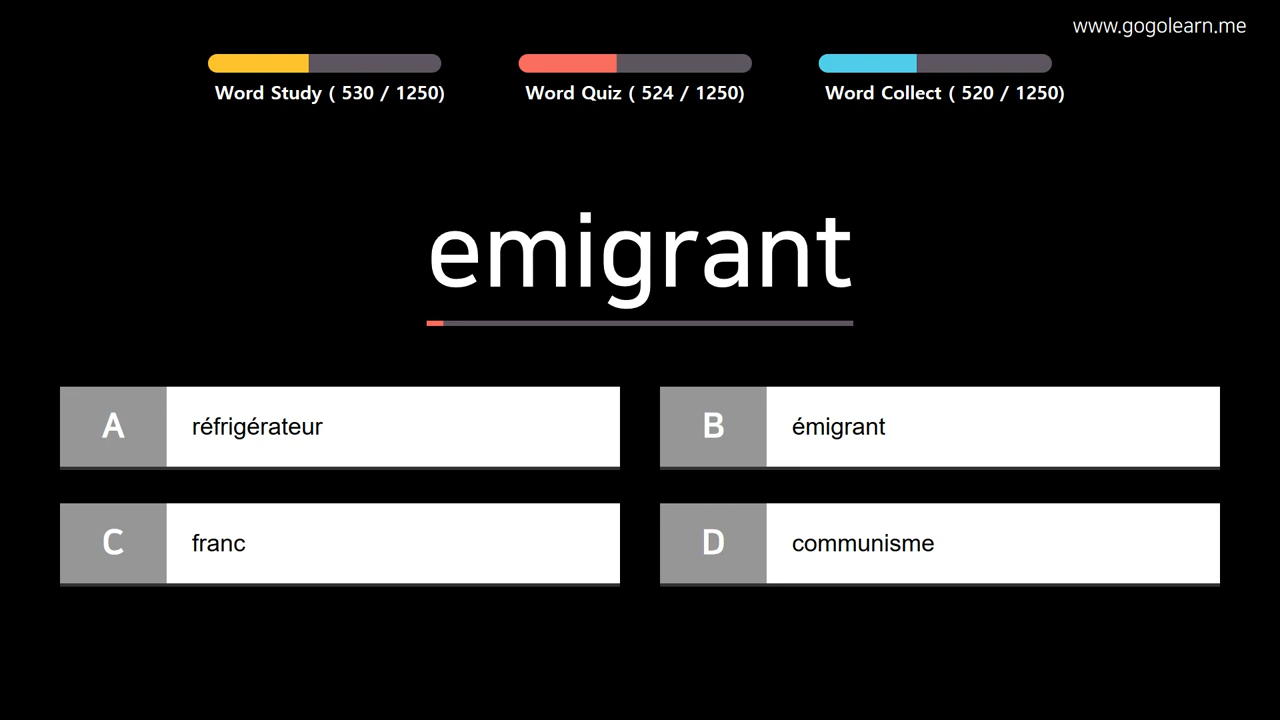 www.gogolearn.me
Word Study ( 530 / 1250)
Word Quiz ( 524 / 1250)
Word Collect ( 520 / 1250)
emigrant
A réfrigérateur
B émigrant
C franc
D communisme